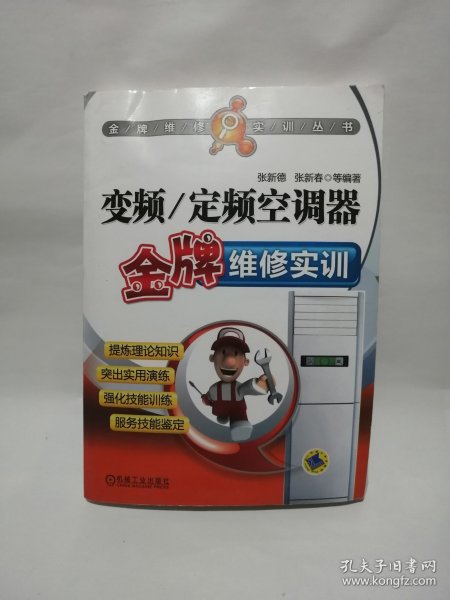 金/牌/维/修/实/训/丛/书
张新德 张新春◎等编著
变频/定频空调器
金牌维修实训
提炼理论知识
突出实用演练
强化技能训练
服务技能鉴定
机械工业出版社
CHINA MACHINE PRESS
孔夫子旧书网
www.kongfz.com